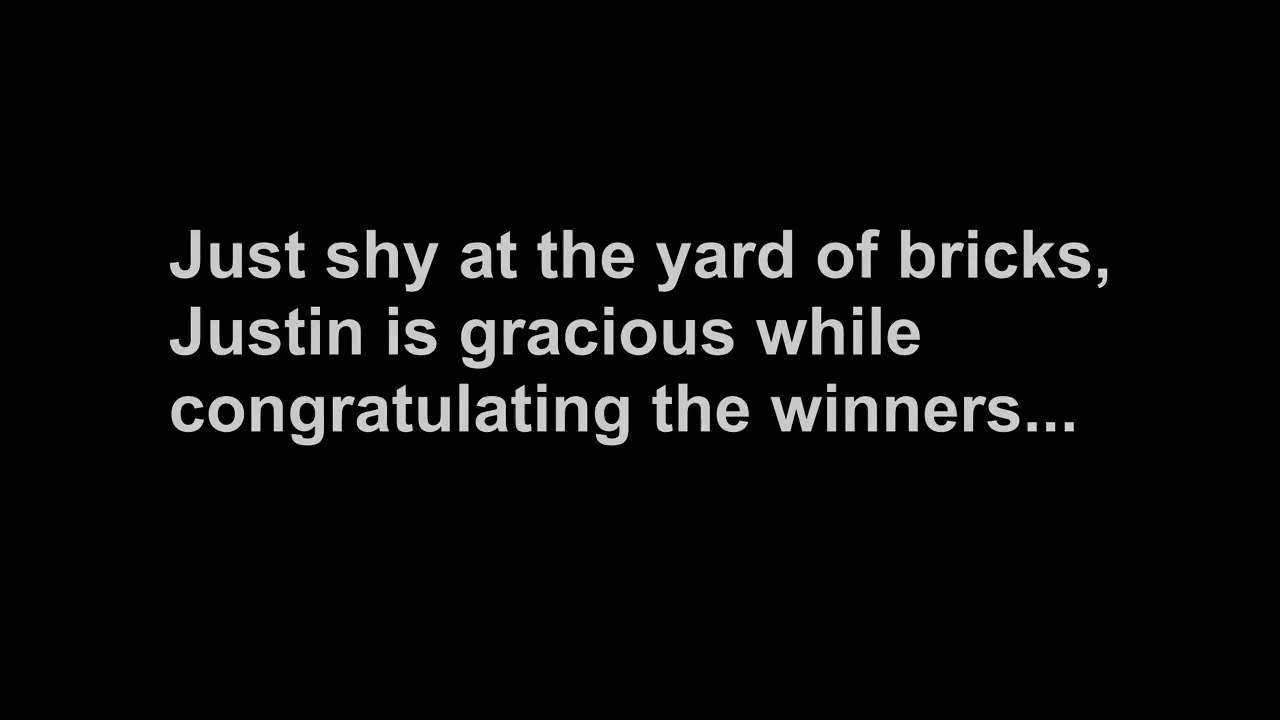 Just shy at the yard of bricks,
Justin is gracious while
congratulating the winners...